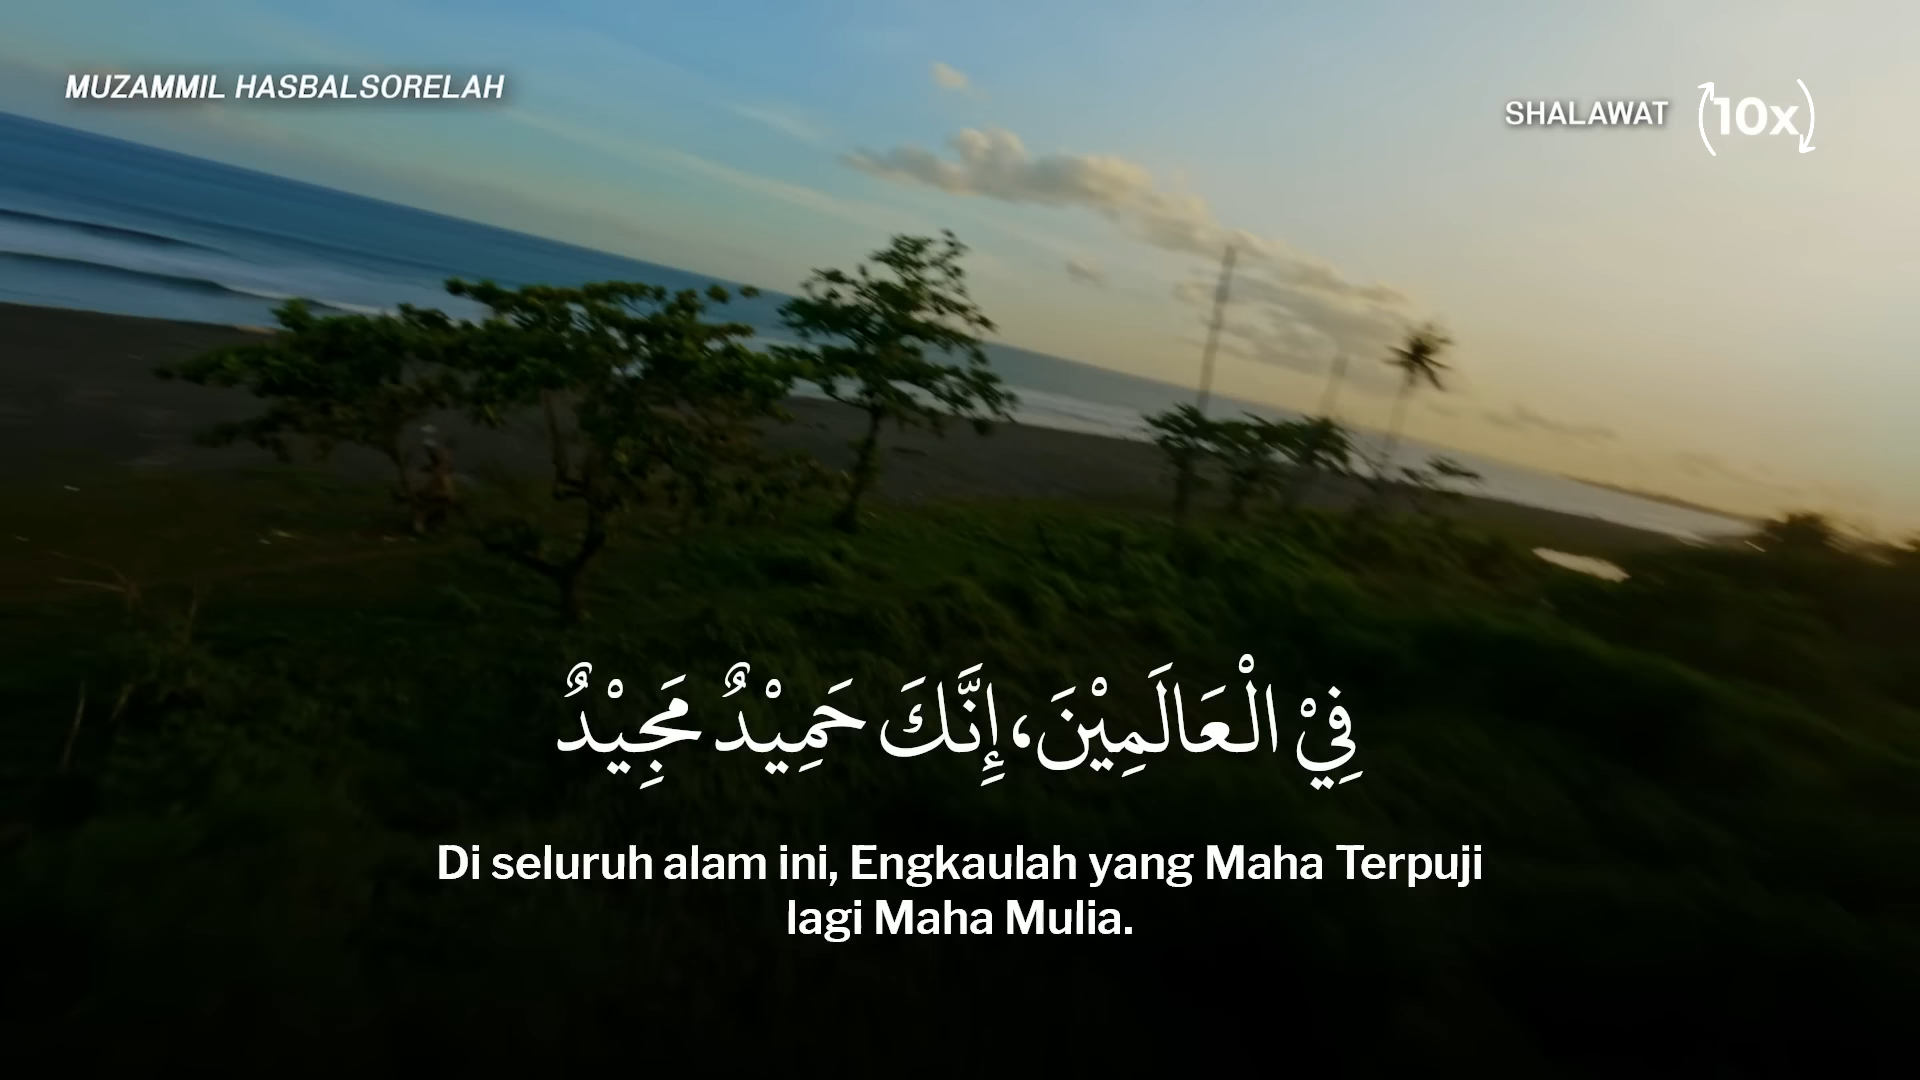 MUZAMMIL HASBALSORELAH
SHALAWAT (10x)
فِيْ الْعَالَمِيْنَ، إِنَّكَ حَمِيْدٌ مَجِيْدٌ
Di seluruh alam ini, Engkaulah yang Maha Terpuji
lagi Maha Mulia.